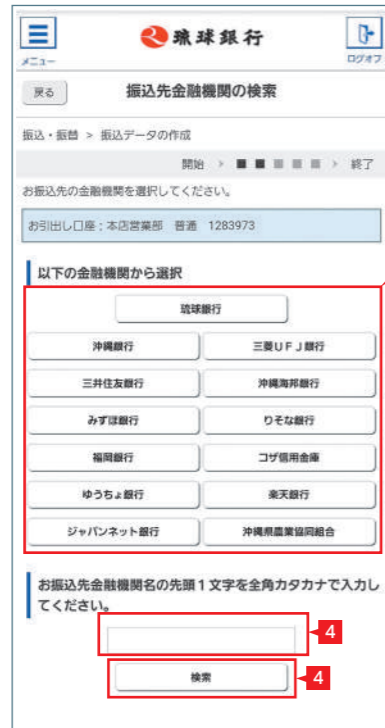 琉球銀行
メニュー
ログオフ
戻る
振込先金融機関の検索
振込・振替 > 振込データの作成
開始 > ■ ■ ■ ■ ■ > 終了
お振込先の金融機関を選択してください。
お引出し口座:本店営業部 普通 1283973
以下の金融機関から選択
琉球銀行
沖縄銀行 三菱UFJ銀行
三井住友銀行 沖縄海邦銀行
みずほ銀行 りそな銀行
福岡銀行 コザ信用金庫
ゆうちょ銀行 楽天銀行
ジャパンネット銀行 沖縄県農業協同組合
お振込先金融機関名の先頭1文字を全角カタカナで入力し
てください。
4
検索 4